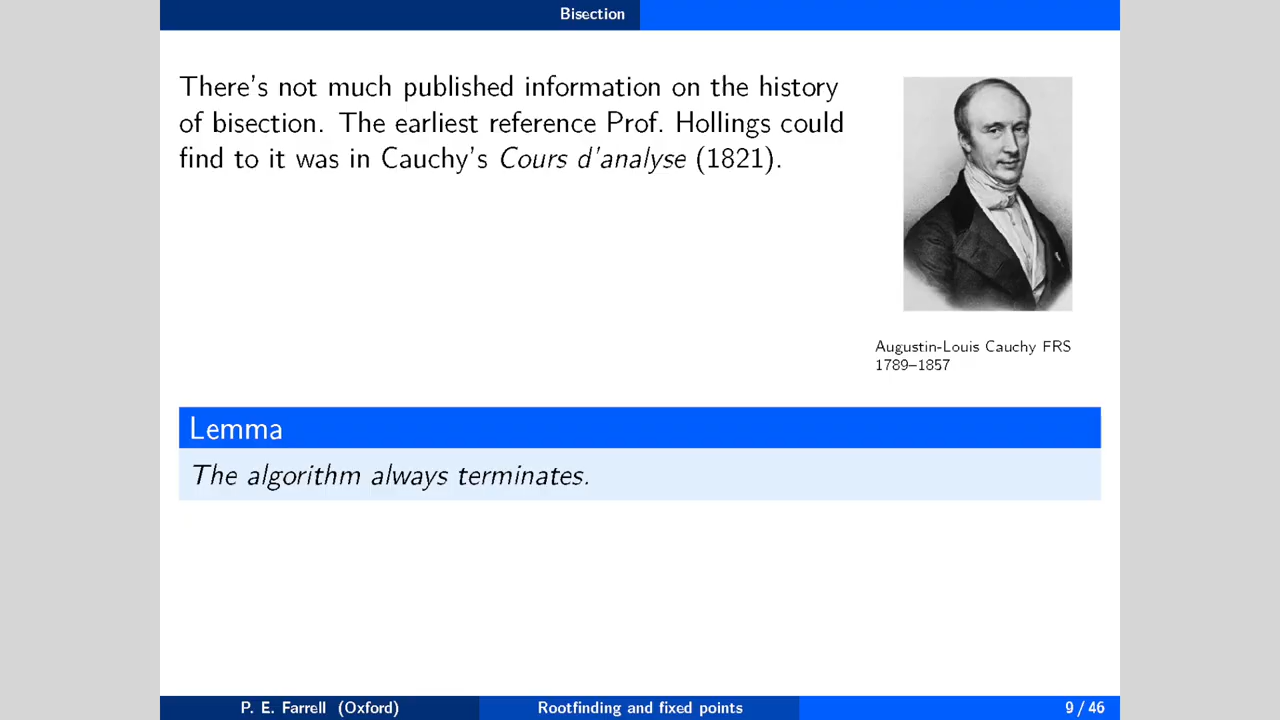 Bisection
There's not much published information on the history
of bisection. The earliest reference Prof. Hollings could
find to it was in Cauchy's Cours d'analyse (1821).
Augustin-Louis Cauchy FRS
1789–1857
Lemma
The algorithm always terminates.
P. E. Farrell (Oxford)
Rootfinding and fixed points
9 / 46